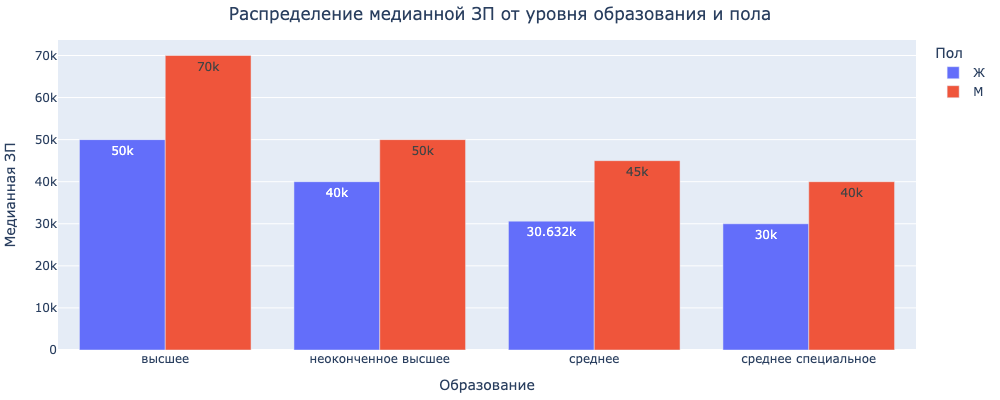 Распределение медианной ЗП от уровня образования и пола
Пол
Ж
М
Медианная ЗП
70k
60k
50k
40k
30k
20k
10k
0
50k
70k
40k
50k
30.632k
45k
30k
40k
высшее
неоконченное высшее
среднее
среднее специальное
Образование